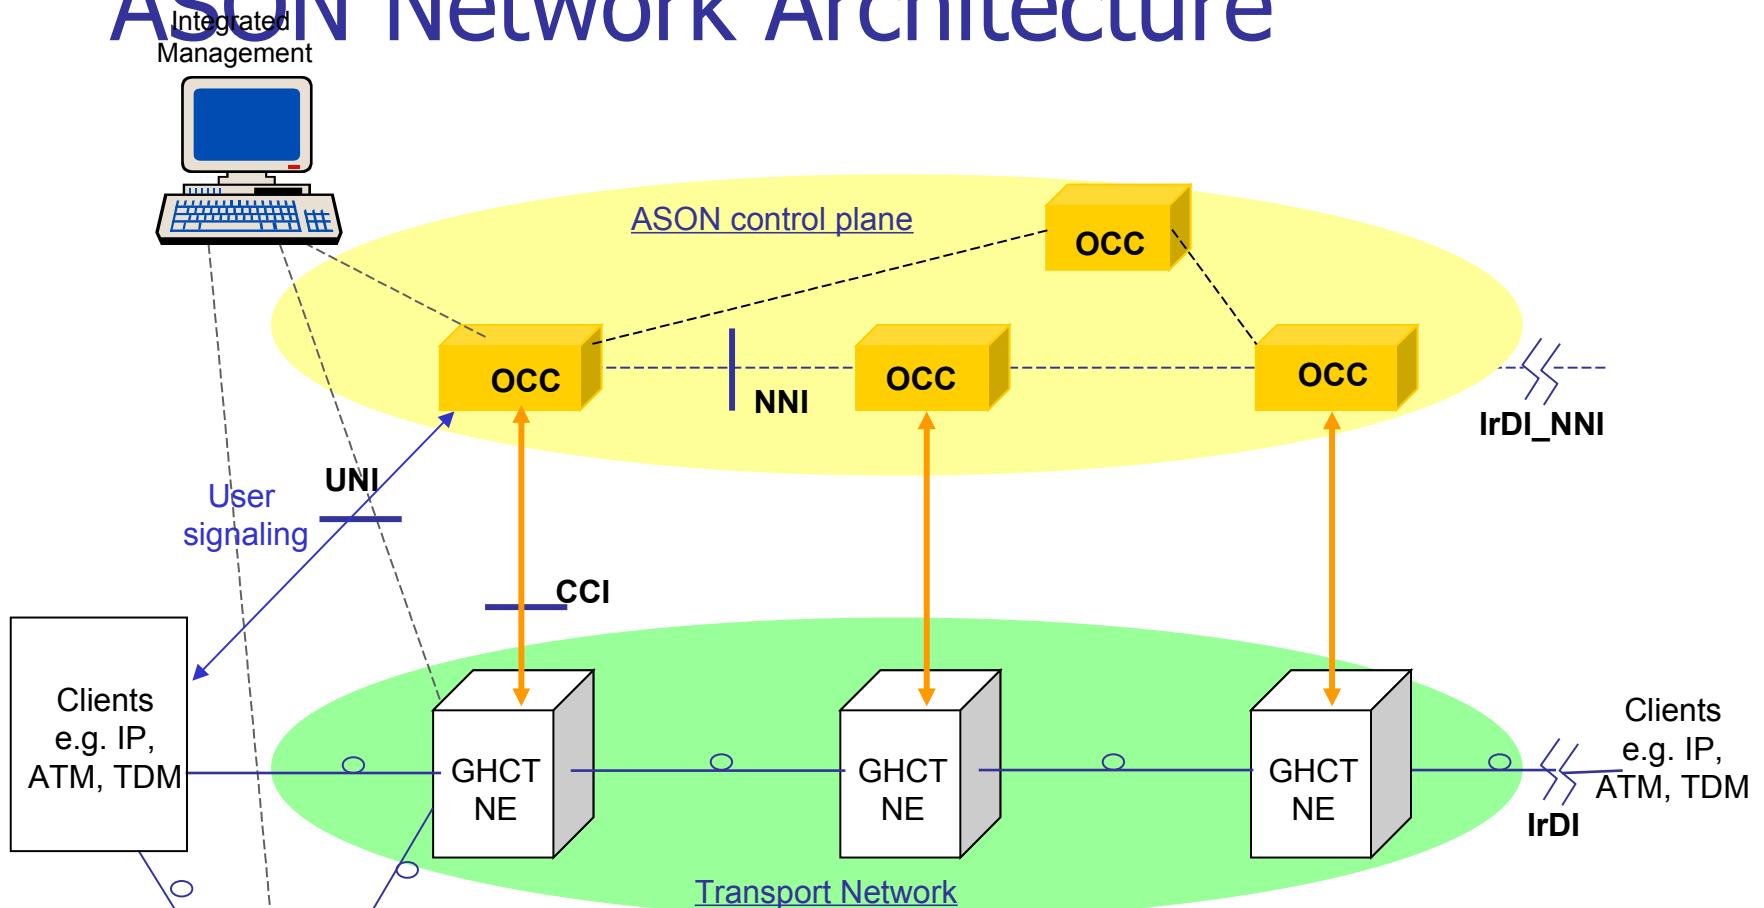 ASON Network Architecture
Integrated
Management
ASON control plane
OCC
OCC
OCC
OCC
NNI
IrDI_NNI
UNI
User
signaling
CCI
Clients
e.g. IP,
ATM, TDM
GHCT
NE
GHCT
NE
GHCT
NE
Clients
e.g. IP,
ATM, TDM
IrDI
Transport Network